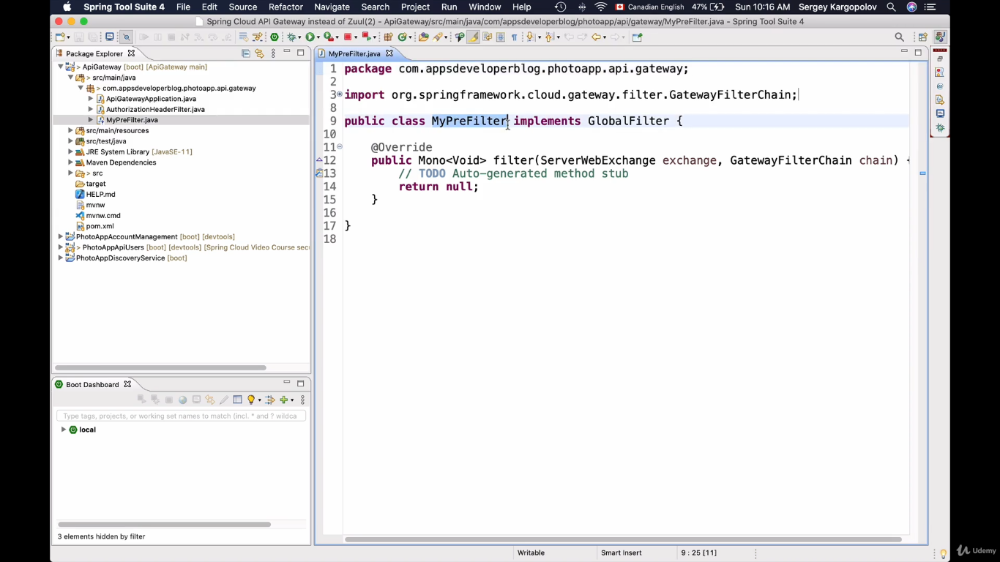 Spring Tool Suite 4 File Edit Source Refactor Navigate Search Project Run Window Help Canadian English 47% Sun 10:16 AM Sergey Kargopolov
Spring Cloud API Gateway instead of Zuul(2) - ApiGateway/src/main/java/com/appsdeveloperblog/photoapp/api/gateway/MyPreFilter.java - Spring Tool Suite 4
Package Explorer
> ApiGateway [boot] [ApiGateway main]
> src/main/java
> com.appsdeveloperblog.photoapp.api.gateway
ApiGatewayApplication.java
AuthorizationHeaderFilter.java
MyPreFilter.java
src/main/resources
src/test/java
JRE System Library [JavaSE-11]
Maven Dependencies
> src
target
HELP.md
mvnw
mvnw.cmd
pom.xml
PhotoAppAccountManagement [boot] [devtools]
> PhotoAppApiUsers [boot] [devtools] [Spring Cloud Video Course sec
PhotoAppDiscoveryService [boot]
Boot Dashboard
Type tags, projects, or working set names to match (incl. * and ? wildca
local
3 elements hidden by filter
MyPreFilter.java
1 package com.appsdeveloperblog.photoapp.api.gateway;
2
3 import org.springframework.cloud.gateway.filter.GatewayFilterChain;
8
9 public class MyPreFilter implements GlobalFilter {
10
11 @Override
12 public Mono<Void> filter(ServerWebExchange exchange, GatewayFilterChain chain) {
13 // TODO Auto-generated method stub
14 return null;
15 }
16
17 }
18
Writable Smart Insert 9 : 25 [11]
Udemy